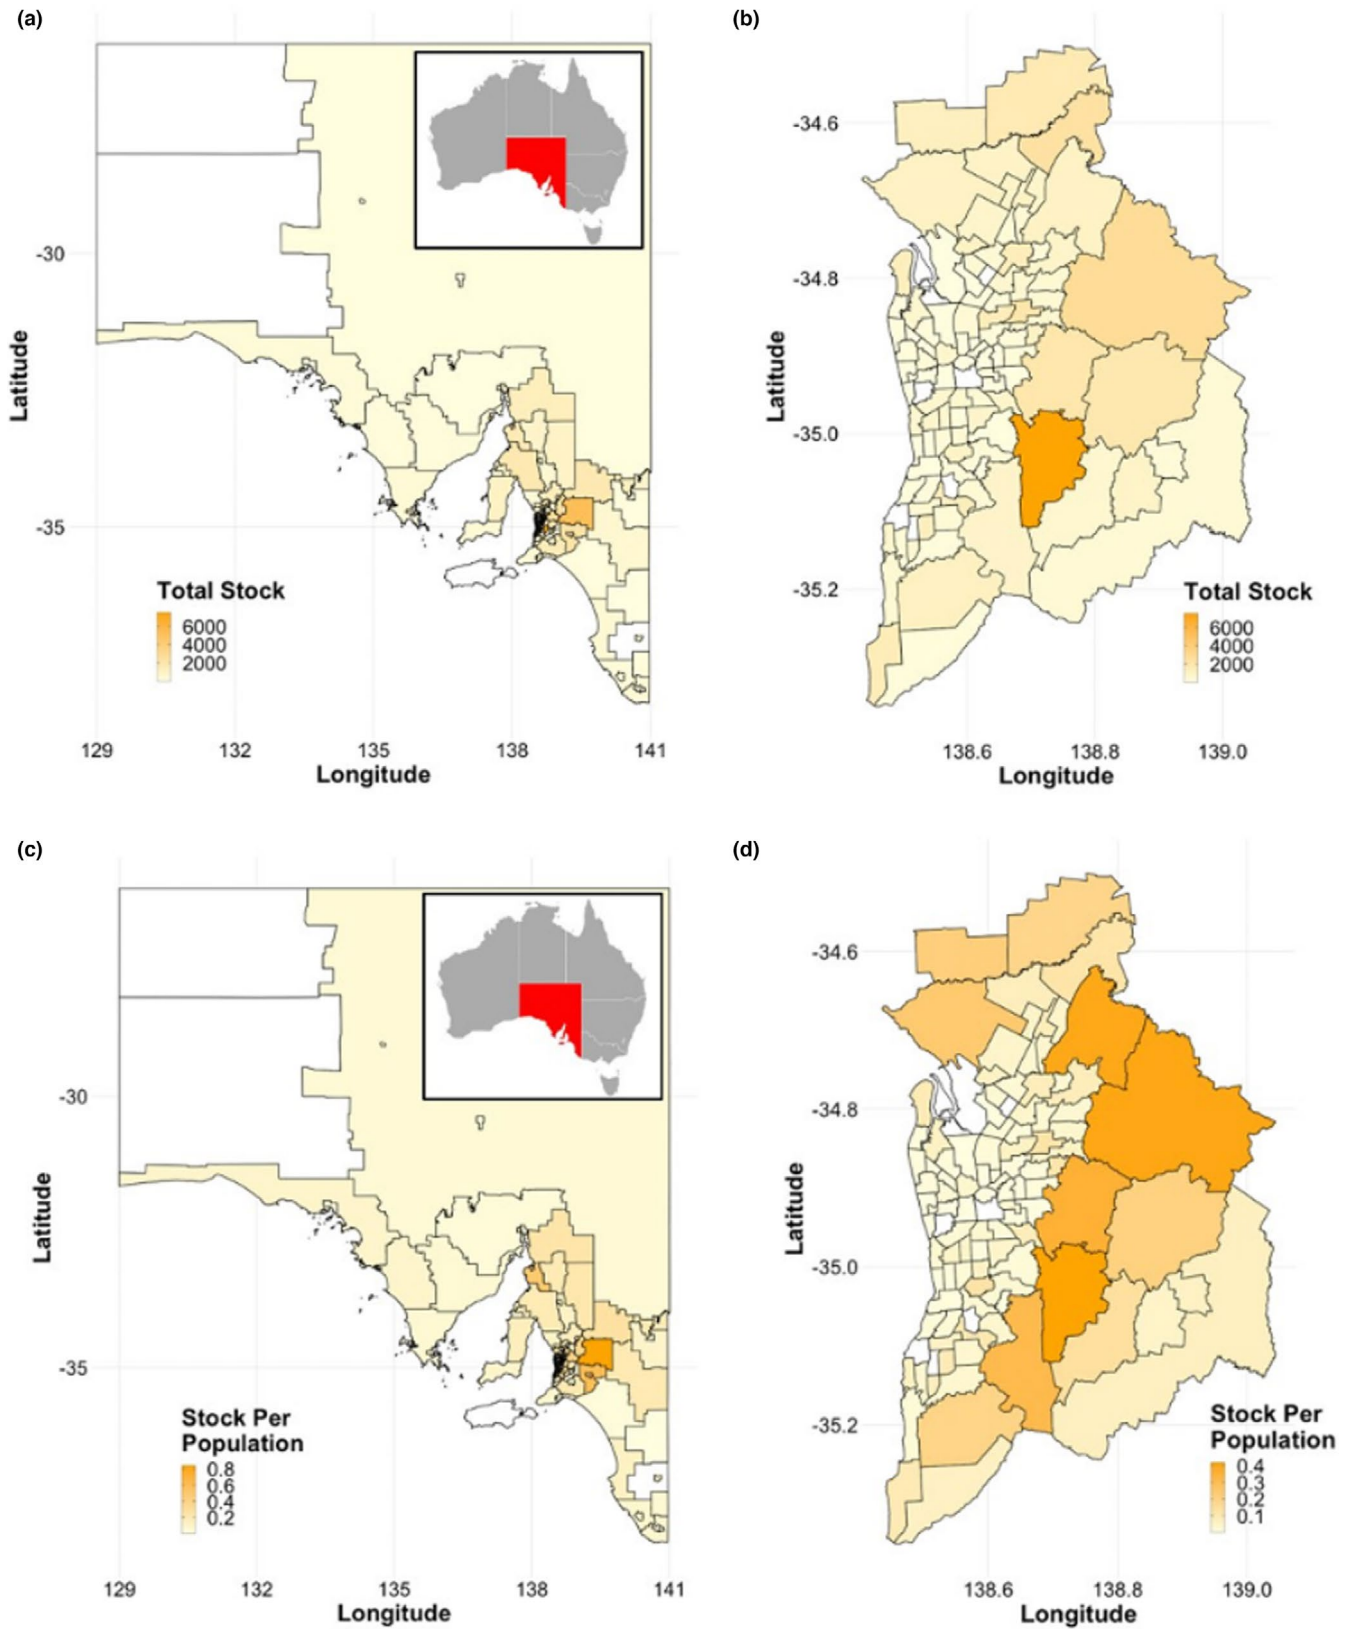 (a)
(b)
-30
-35
Latitude
Total Stock
6000
4000
2000
129
132
135
138
141
Longitude
-34.6
-34.8
-35.0
-35.2
Latitude
Total Stock
6000
4000
2000
138.6
138.8
139.0
Longitude
(c)
(d)
-30
-35
Latitude
Stock Per
Population
0.8
0.6
0.4
0.2
129
132
135
138
141
Longitude
-34.6
-34.8
-35.0
-35.2
Latitude
Stock Per
Population
0.4
0.3
0.2
0.1
138.6
138.8
139.0
Longitude